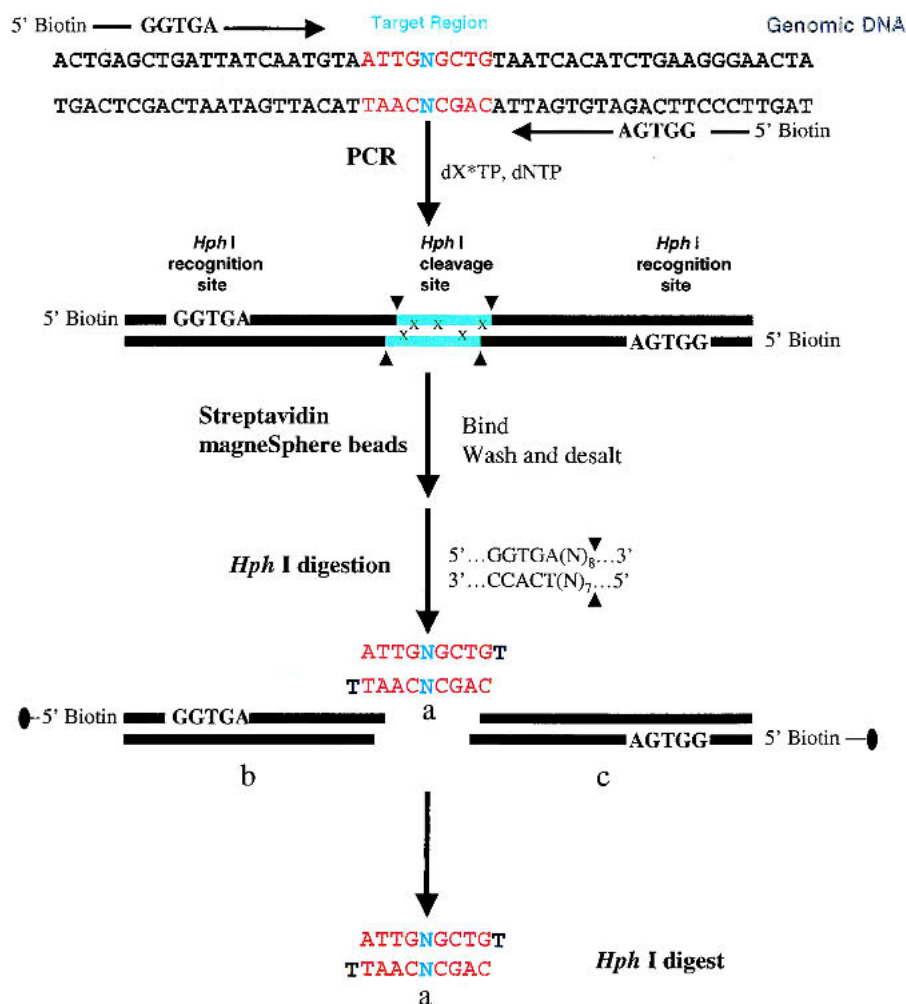 5' Biotin GGTGA Target Region Genomic DNA
ACTGAGCTGATTATCAATGTAATTGNGCTGTAATCACATCTGAAGGGAACTA
TGACTCGACTAATAGTTACATTAACNCGACATTAGTGTAGACTTCCCTTGAT
AGTGG 5' Biotin
PCR
dX*TP, dNTP
Hph I recognition site
Hph I cleavage site
Hph I recognition site
5' Biotin GGTGA
x x x
x x
AGTGG 5' Biotin
Streptavidin magneSphere beads
Bind
Wash and desalt
Hph I digestion
5'...GGTGA(N)8...3'
3'...CCACT(N)7...5'
ATTGNGCTGT
TTAACNCGAC
a
5' Biotin GGTGA
AGTGG 5' Biotin
b c
ATTGNGCTGT
TTAACNCGAC
a
Hph I digest